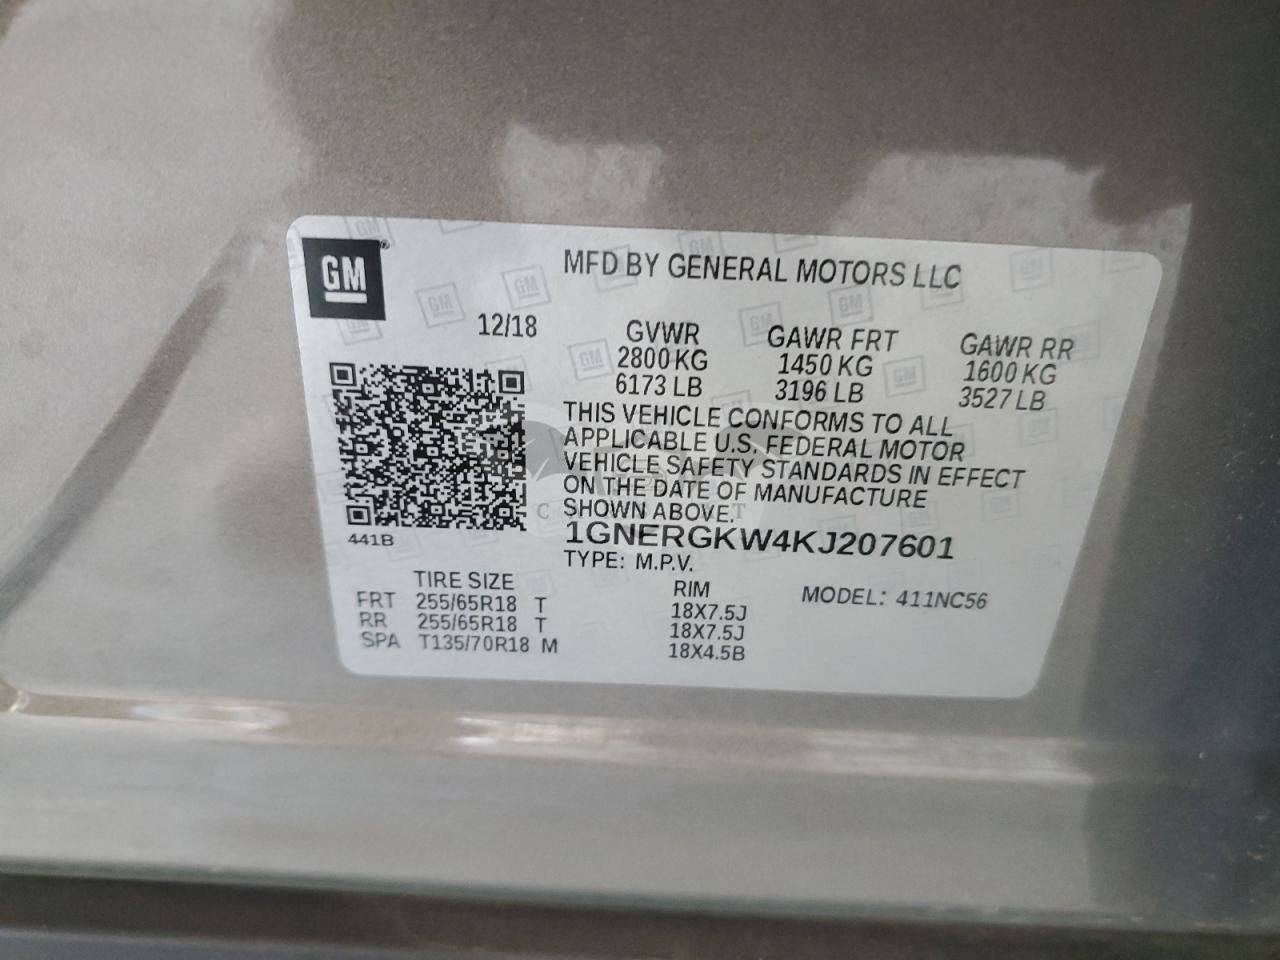 GM
MFD BY GENERAL MOTORS LLC
12/18
GVWR GAWR FRT GAWR RR
2800 KG 1450 KG 1600 KG
6173 LB 3196 LB 3527 LB
THIS VEHICLE CONFORMS TO ALL
APPLICABLE U.S. FEDERAL MOTOR
VEHICLE SAFETY STANDARDS IN EFFECT
ON THE DATE OF MANUFACTURE
SHOWN ABOVE.
441B
1GNERGKW4KJ207601
TYPE: M.P.V.
TIRE SIZE RIM MODEL: 411NC56
FRT 255/65R18 T 18X7.5J
RR 255/65R18 T 18X7.5J
SPA T135/70R18 M 18X4.5B